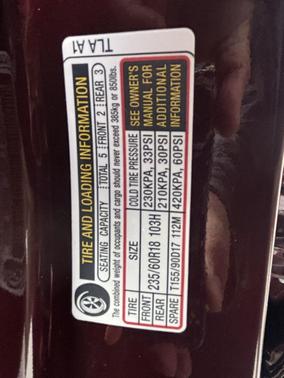 TLA A1
TIRE AND LOADING INFORMATION
SEATING CAPACITY TOTAL 5 FRONT 2 REAR 3
The combined weight of occupants and cargo should never exceed 385kg or 850lbs.
TIRE SIZE COLD TIRE PRESSURE
FRONT 235/60R18 103H 230KPA, 33PSI
REAR 210KPA, 30PSI
SPARE T155/90D17 112M 420KPA, 60PSI
SEE OWNER'S
MANUAL FOR
ADDITIONAL
INFORMATION